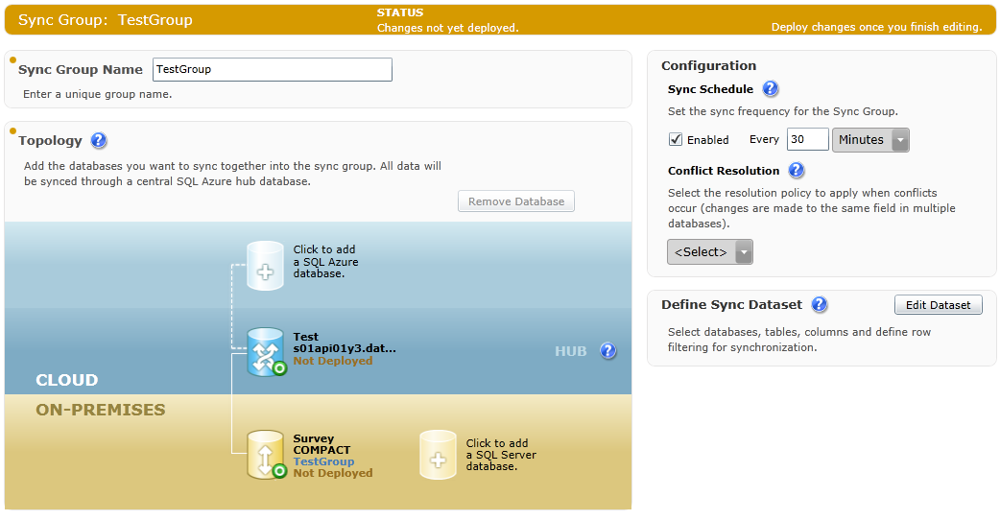 Sync Group: TestGroup
STATUS
Changes not yet deployed.
Deploy changes once you finish editing.
Sync Group Name
TestGroup
Enter a unique group name.
Topology
?
Add the databases you want to sync together into the sync group. All data will
be synced through a central SQL Azure hub database.
Remove Database
Click to add
a SQL Azure
database.
Test
s01api01y3.dat...
Not Deployed
HUB
?
CLOUD
ON-PREMISES
Survey
COMPACT
TestGroup
Not Deployed
Click to add
a SQL Server
database.
Configuration
Sync Schedule
?
Set the sync frequency for the Sync Group.
Enabled
Every
30
Minutes
Conflict Resolution
?
Select the resolution policy to apply when conflicts
occur (changes are made to the same field in multiple
databases).
<Select>
Define Sync Dataset
?
Edit Dataset
Select databases, tables, columns and define row
filtering for synchronization.